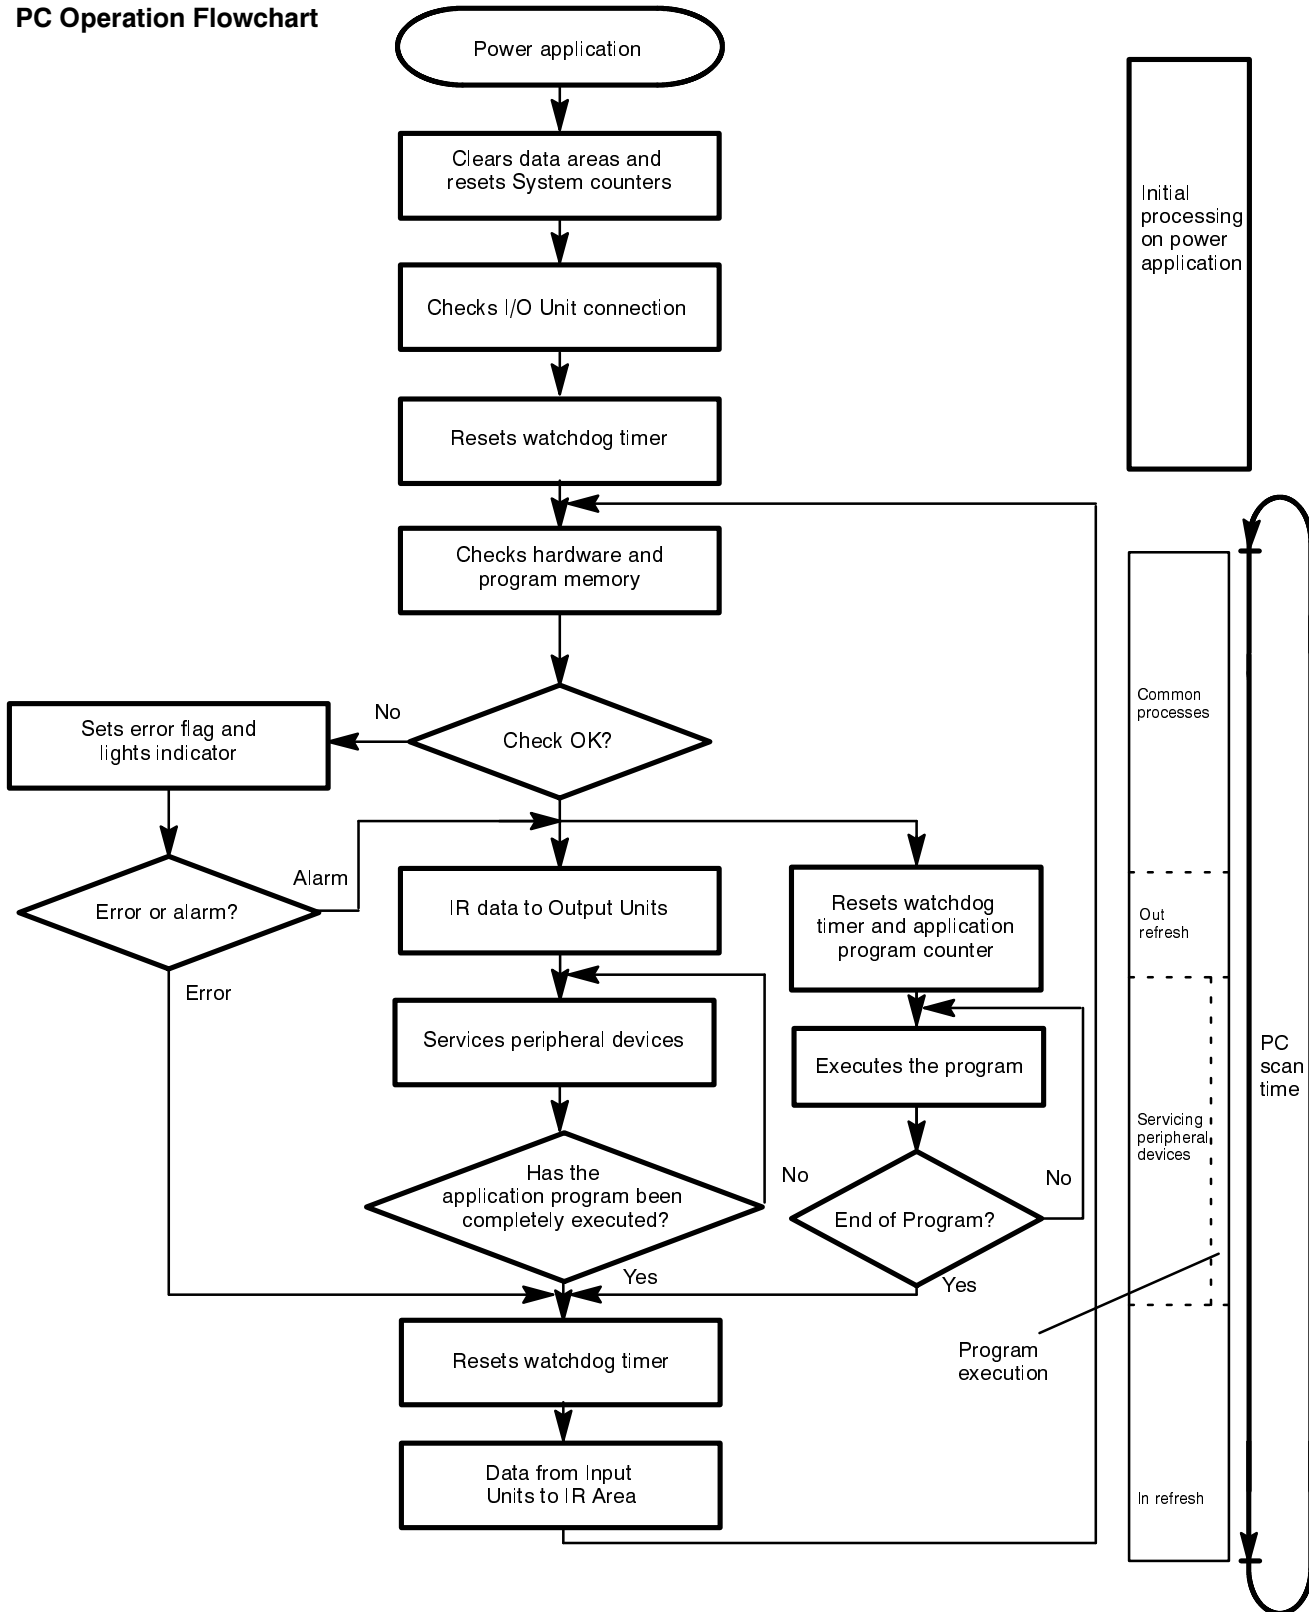 PC Operation Flowchart
Power application
Clears data areas and
resets System counters
Checks I/O Unit connection
Resets watchdog timer
Checks hardware and
program memory
Check OK?
No
Sets error flag and
lights indicator
Error or alarm?
Alarm
Error
IR data to Output Units
Services peripheral devices
Has the
application program been
completely executed?
No
Yes
Resets watchdog
timer and application
program counter
Executes the program
End of Program?
No
Yes
Resets watchdog timer
Data from Input
Units to IR Area
Initial
processing
on power
application
Common
processes
Out
refresh
Servicing
peripheral
devices
Program
execution
In refresh
PC
scan
time